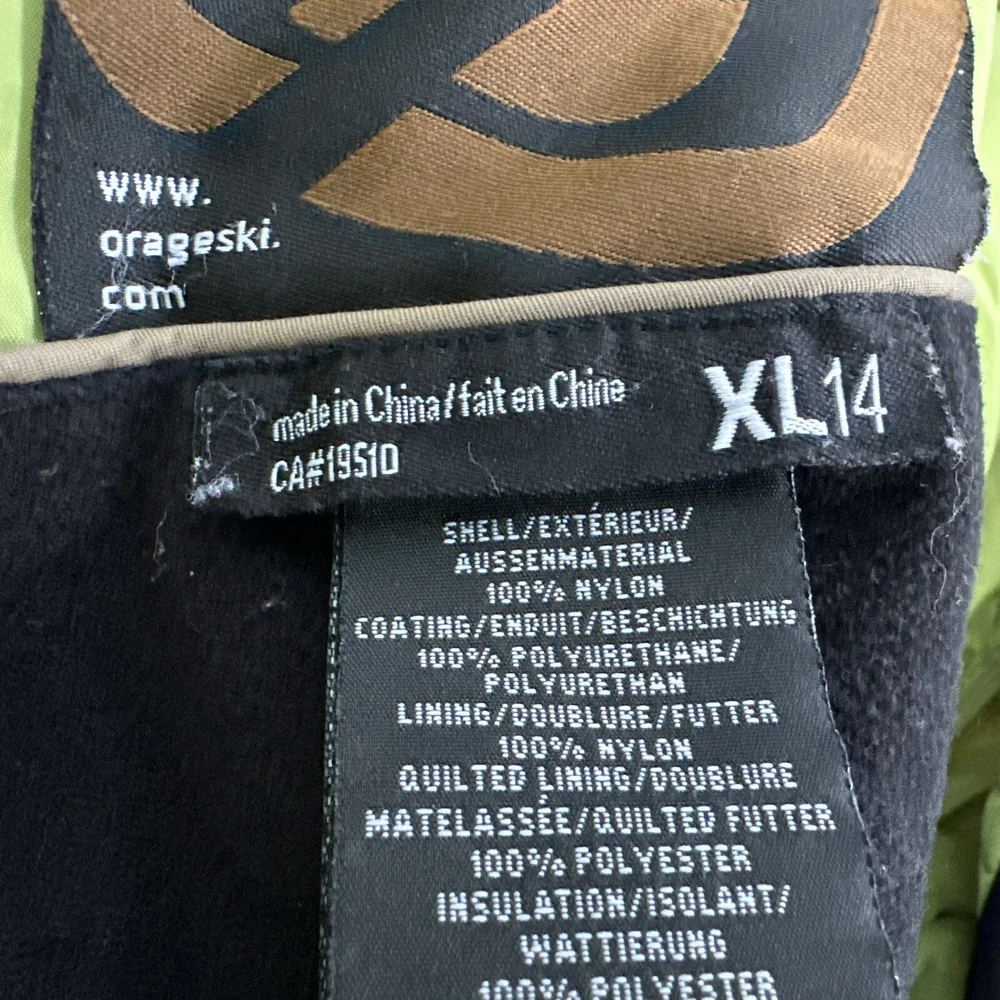 www.
orageski.
com
made in China/fait en Chine
XL14
CA#19510
SHELL/EXTÉRIEUR/
AUSSENMATERIAL
100% NYLON
COATING/ENDUIT/BESCHICHTUNG
100% POLYURETHANE/
POLYURETHAN
LINING/DOUBLURE/FUTTER
100% NYLON
QUILTED LINING/DOUBLURE
MATELASSÉE/QUILTED FUTTER
100% POLYESTER
INSULATION/ISOLANT/
WATTIERUNG
100% POLYESTER